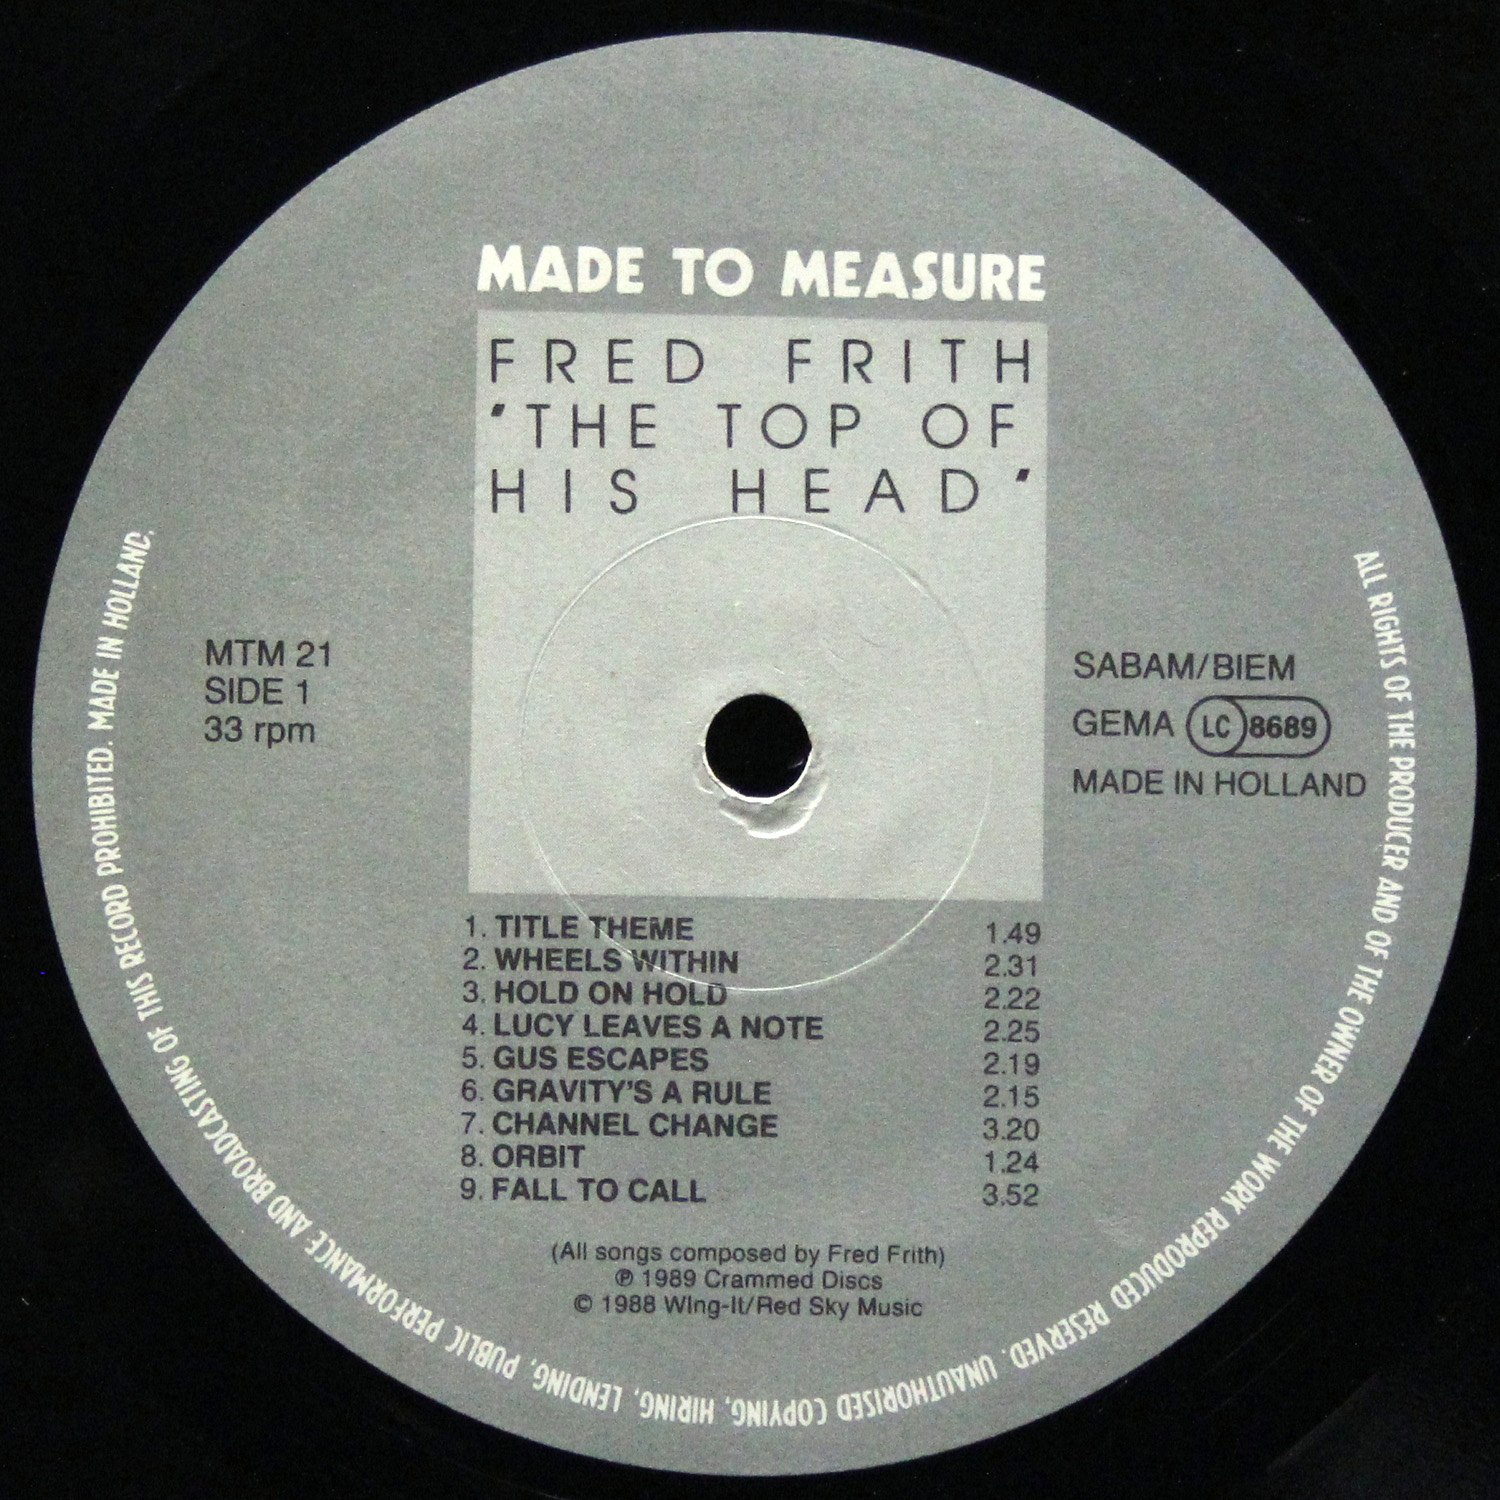 MADE TO MEASURE
FRED FRITH
"THE TOP OF
HIS HEAD"
MTM 21
SIDE 1
33 rpm
SABAM/BIEM
GEMA LC 8689
MADE IN HOLLAND
1. TITLE THEME 1.49
2. WHEELS WITHIN 2.31
3. HOLD ON HOLD 2.22
4. LUCY LEAVES A NOTE 2.25
5. GUS ESCAPES 2.19
6. GRAVITY'S A RULE 2.15
7. CHANNEL CHANGE 3.20
8. ORBIT 1.24
9. FALL TO CALL 3.52
(All songs composed by Fred Frith)
℗ 1989 Crammed Discs
© 1988 Wing-It/Red Sky Music
ALL RIGHTS OF THE PRODUCER AND OF THE OWNER OF THE WORK REPRODUCED RESERVED. UNAUTHORISED COPYING, HIRING, LENDING, PUBLIC PERFORMANCE AND BROADCASTING OF THIS RECORD PROHIBITED. MADE IN HOLLAND.